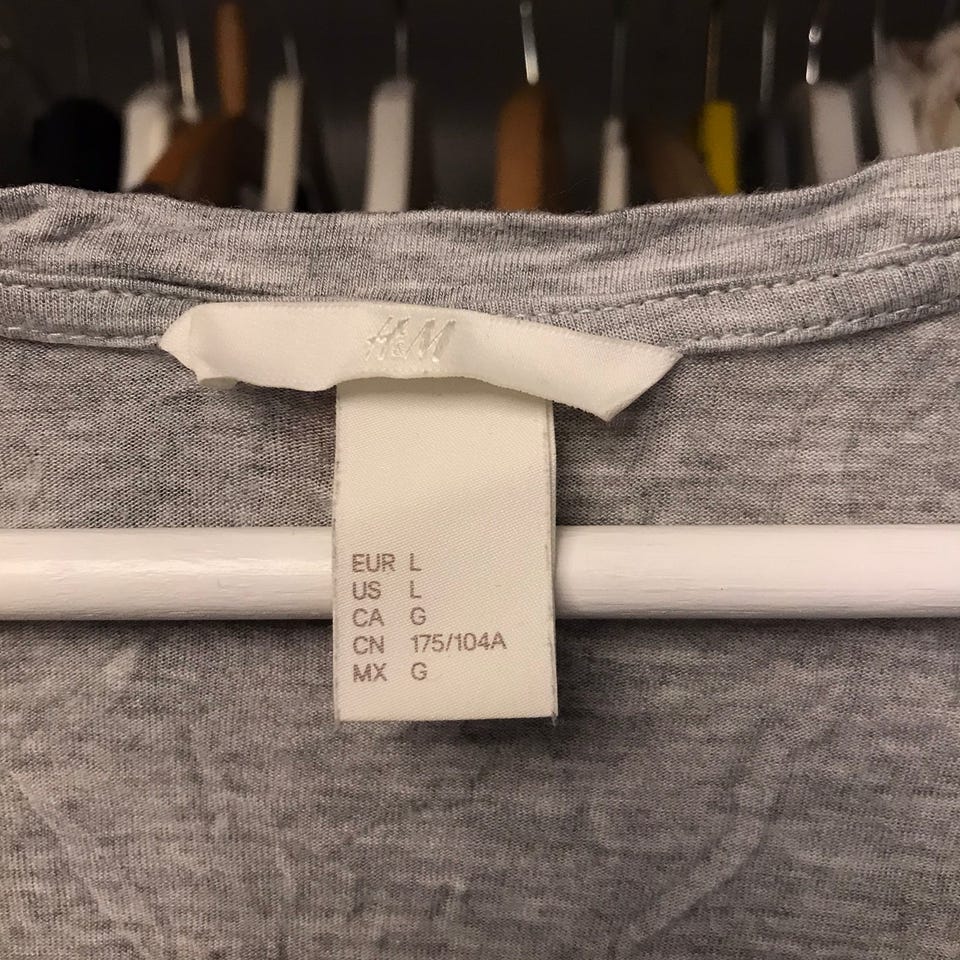 H&M
EUR L
US L
CA G
CN 175/104A
MX G